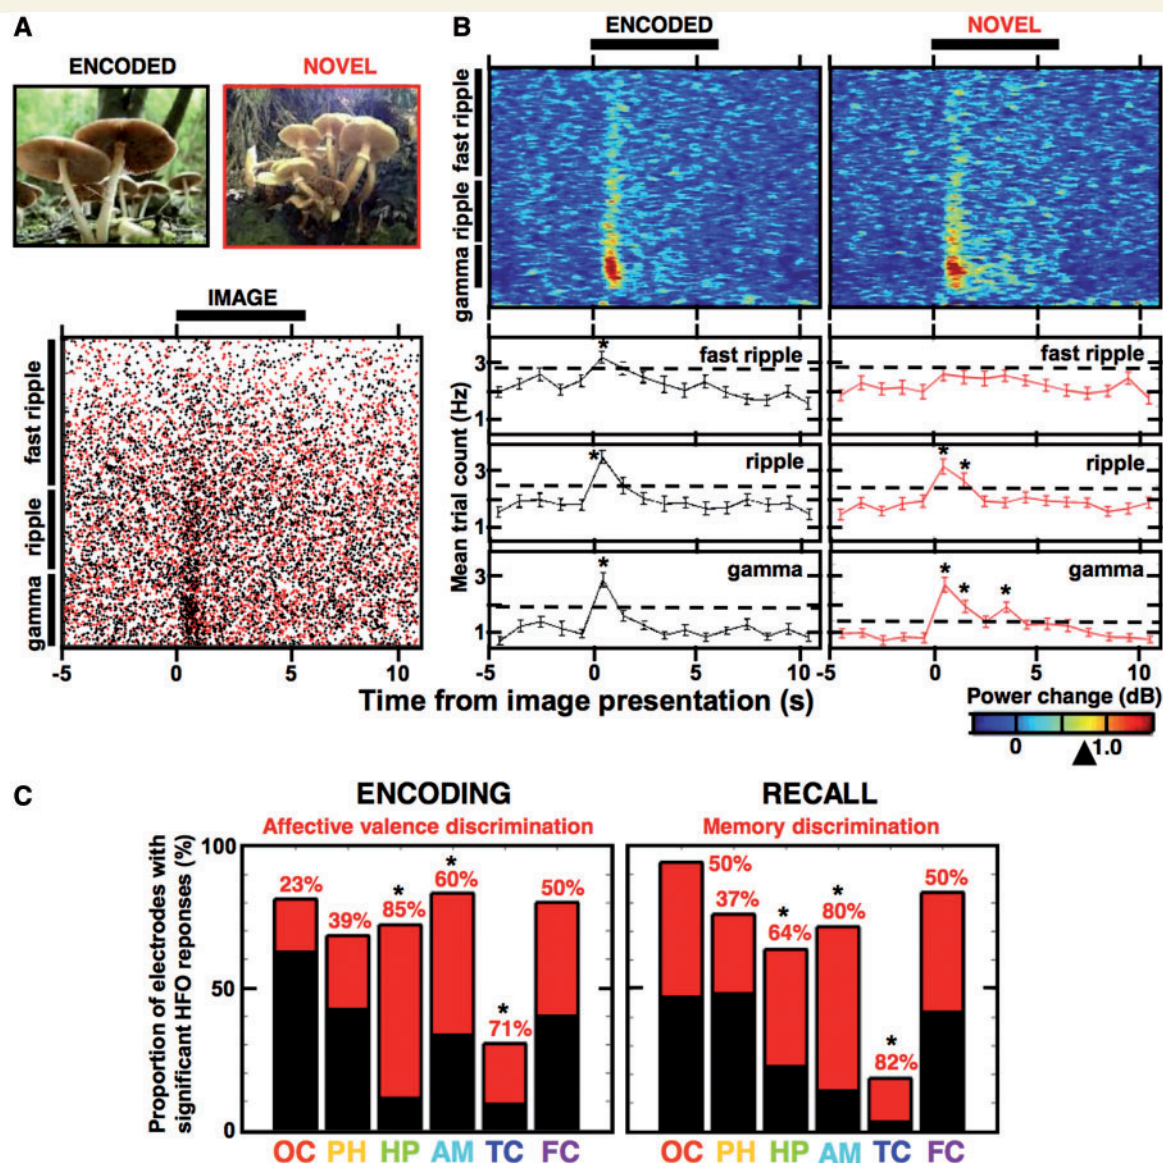 A
ENCODED
NOVEL
IMAGE
fast ripple
ripple
gamma
-5
0
5
10
B
ENCODED
NOVEL
fast ripple
ripple
gamma
Mean trial count (Hz)
3
1
fast ripple
*
fast ripple
3
1
ripple
*
ripple
* *
3
1
gamma
*
gamma
* * *
-5
0
5
10
-5
0
5
10
Time from image presentation (s)
Power change (dB)
0
1.0
C
ENCODING
RECALL
Affective valence discrimination
Memory discrimination
Proportion of electrodes with
significant HFO reponses (%)
100
50
0
23%
39%
*
85%
*
60%
*
71%
50%
50%
37%
*
64%
*
80%
*
82%
50%
OC PH HP AM TC FC
OC PH HP AM TC FC